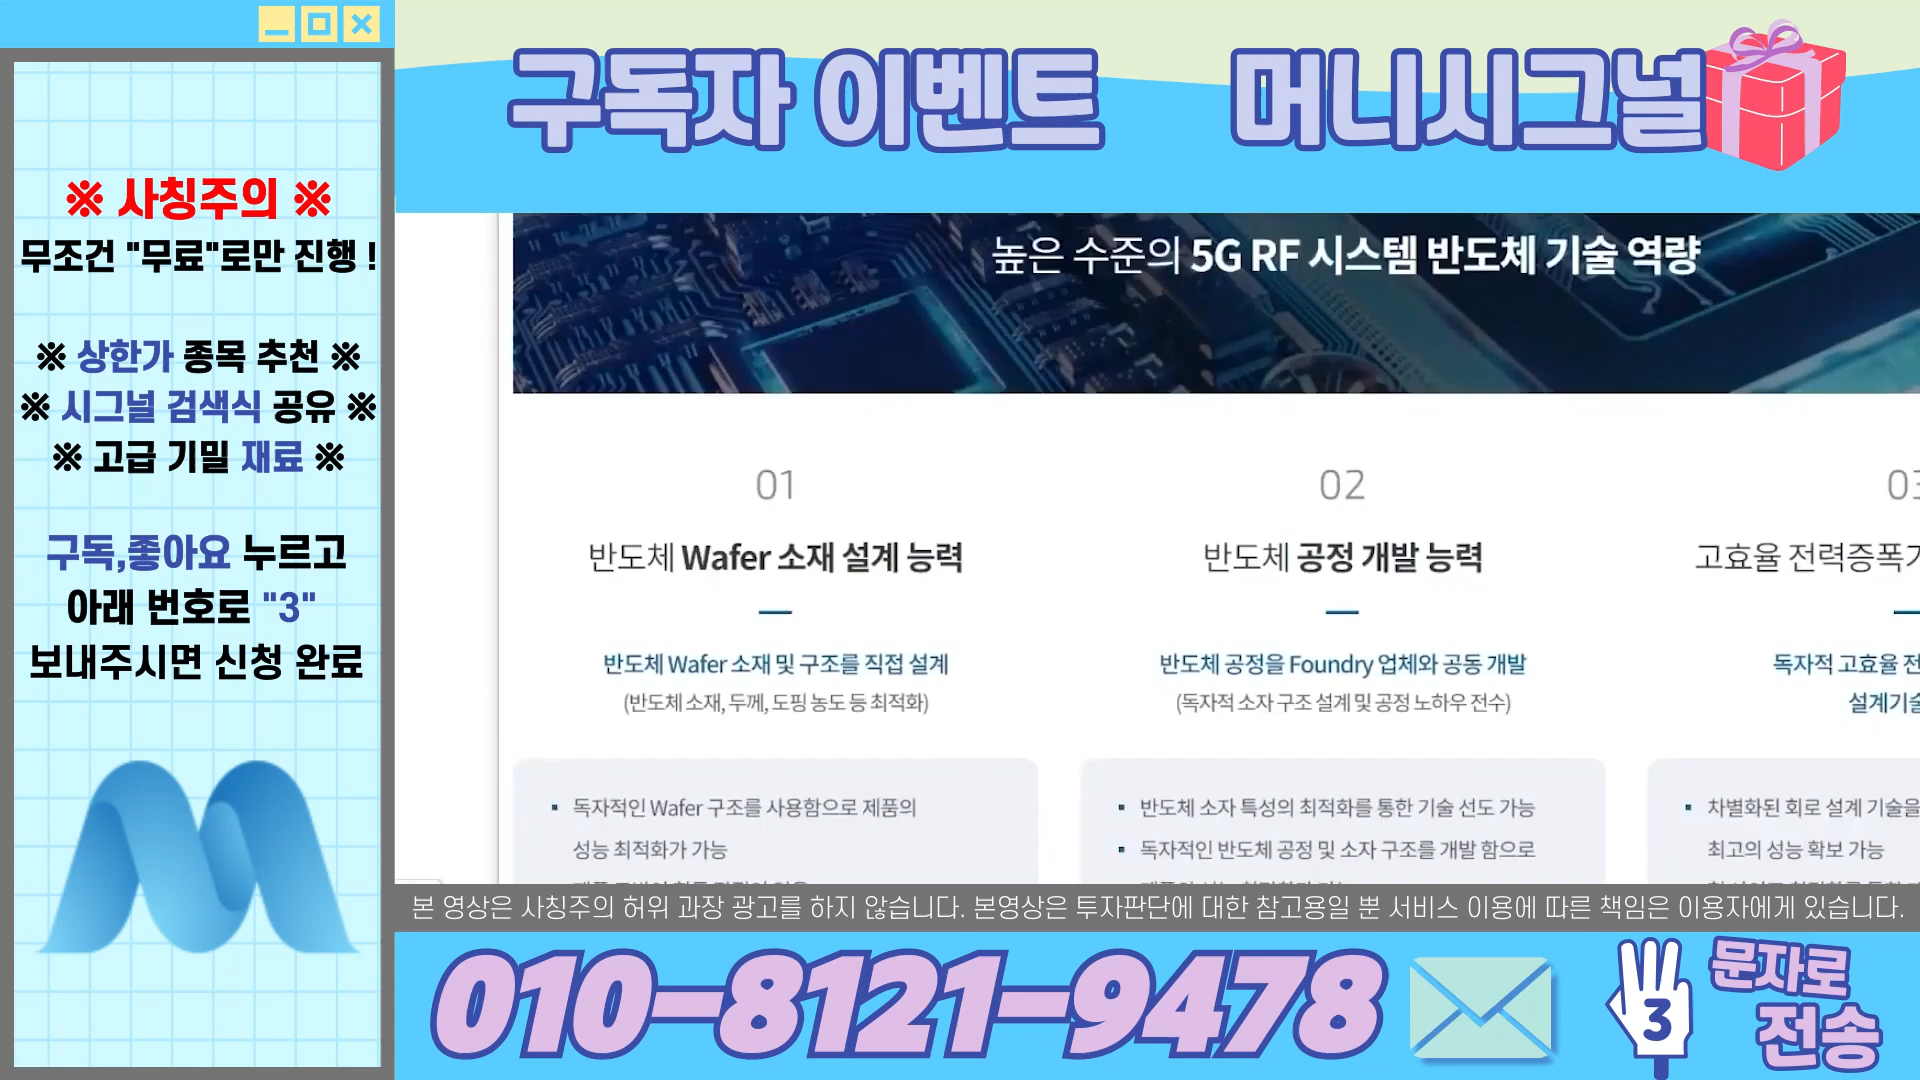 구독자 이벤트 머니시그널
※ 사칭주의 ※
무조건 "무료"로만 진행 !
※ 상한가 종목 추천 ※
※ 시그널 검색식 공유 ※
※ 고급 기밀 재료 ※
구독,좋아요 누르고
아래 번호로 "3"
보내주시면 신청 완료
높은 수준의 5G RF 시스템 반도체 기술 역량
01
반도체 Wafer 소재 설계 능력
반도체 Wafer 소재 및 구조를 직접 설계
(반도체 소재, 두께, 도핑 농도 등 최적화)
독자적인 Wafer 구조를 사용함으로 제품의
성능 최적화가 가능
02
반도체 공정 개발 능력
반도체 공정을 Foundry 업체와 공동 개발
(독자적 소자 구조 설계 및 공정 노하우 전수)
반도체 소자 특성의 최적화를 통한 기술 선도 가능
독자적인 반도체 공정 및 소자 구조를 개발 함으로
03
고효율 전력증폭기
독자적 고효율 전
설계기술
차별화된 회로 설계 기술을
최고의 성능 확보 가능
본 영상은 사칭주의 허위 과장 광고를 하지 않습니다. 본영상은 투자판단에 대한 참고용일 뿐 서비스 이용에 따른 책임은 이용자에게 있습니다.
010-8121-9478
3
문자로
전송